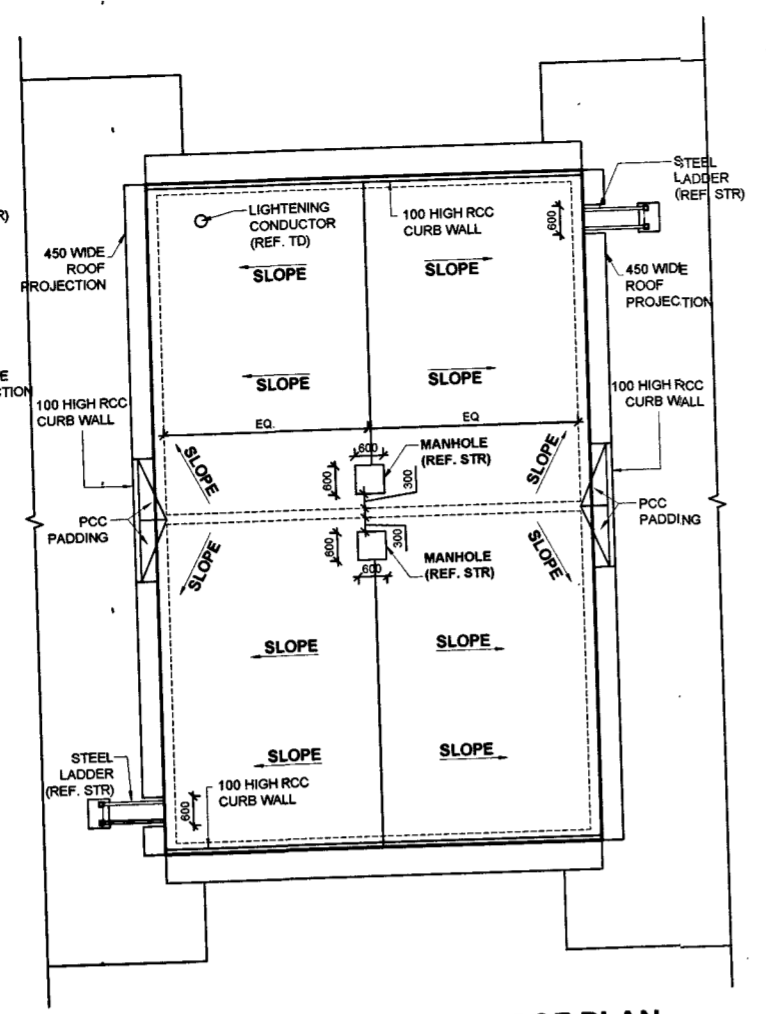 STEEL
LADDER
(REF. STR)
LIGHTENING
CONDUCTOR
(REF. TD)
100 HIGH RCC
CURB WALL
600
450 WIDE
ROOF
PROJECTION
SLOPE
SLOPE
450 WIDE
ROOF
PROJECTION
SLOPE
SLOPE
100 HIGH RCC
CURB WALL
100 HIGH RCC
CURB WALL
EQ.
EQ
600
MANHOLE
(REF. STR)
SLOPE
SLOPE
600
300
PCC
PADDING
PCC
PADDING
600
300
MANHOLE
(REF. STR)
600
SLOPE
SLOPE
SLOPE
SLOPE
SLOPE
SLOPE
STEEL
LADDER
(REF. STR)
100 HIGH RCC
CURB WALL
600
PLAN